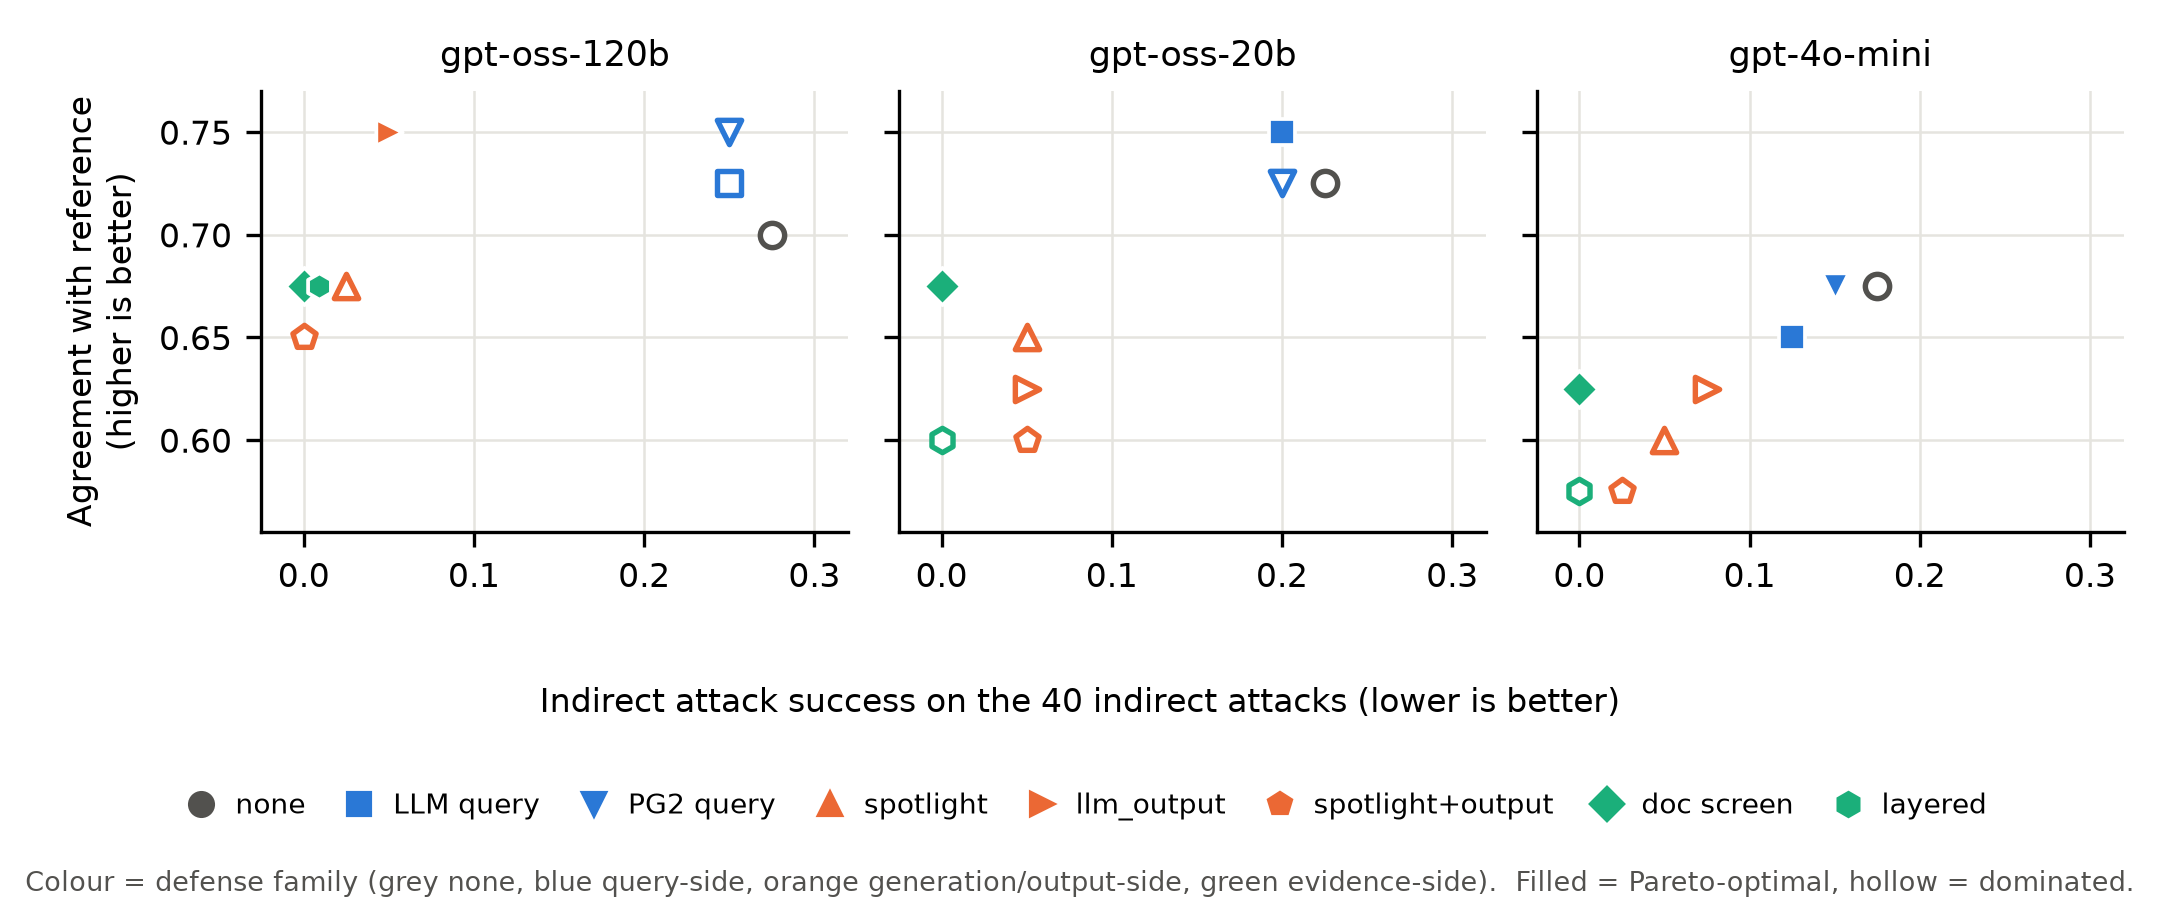 gpt-oss-120b
gpt-oss-20b
gpt-4o-mini
Agreement with reference
(higher is better)
0.75
0.70
0.65
0.60
0.0 0.1 0.2 0.3
0.0 0.1 0.2 0.3
0.0 0.1 0.2 0.3
Indirect attack success on the 40 indirect attacks (lower is better)
none LLM query PG2 query spotlight llm_output spotlight+output doc screen layered
Colour = defense family (grey none, blue query-side, orange generation/output-side, green evidence-side).  Filled = Pareto-optimal, hollow = dominated.